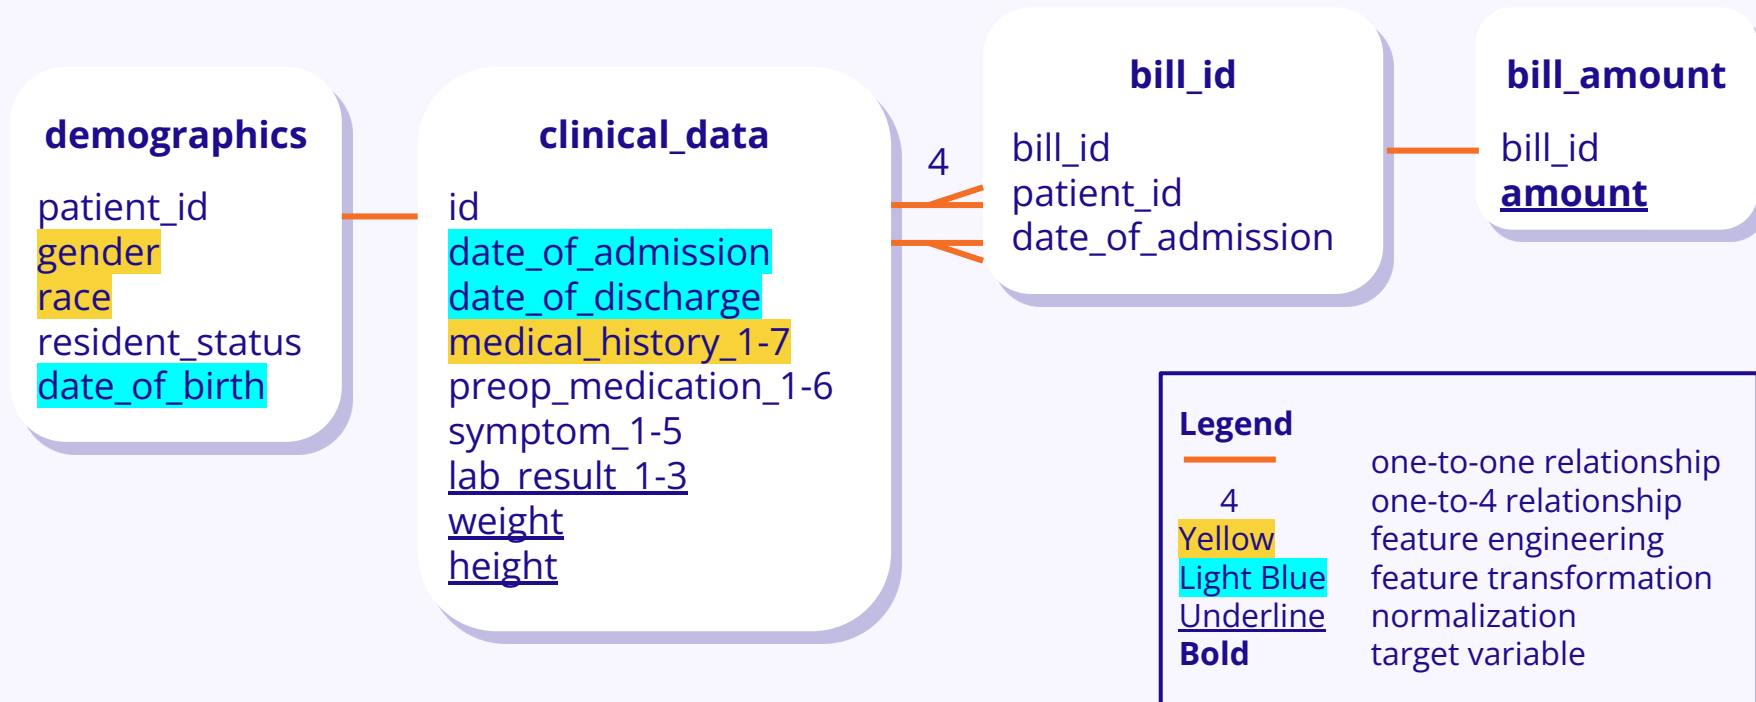 demographics
patient_id
gender
race
resident_status
date_of_birth
clinical_data
id
date_of_admission
date_of_discharge
medical_history_1-7
preop_medication_1-6
symptom_1-5
lab_result_1-3
weight
height
4
bill_id
bill_id
patient_id
date_of_admission
bill_amount
bill_id
amount
Legend
one-to-one relationship
4 one-to-4 relationship
Yellow feature engineering
Light Blue feature transformation
Underline normalization
Bold target variable